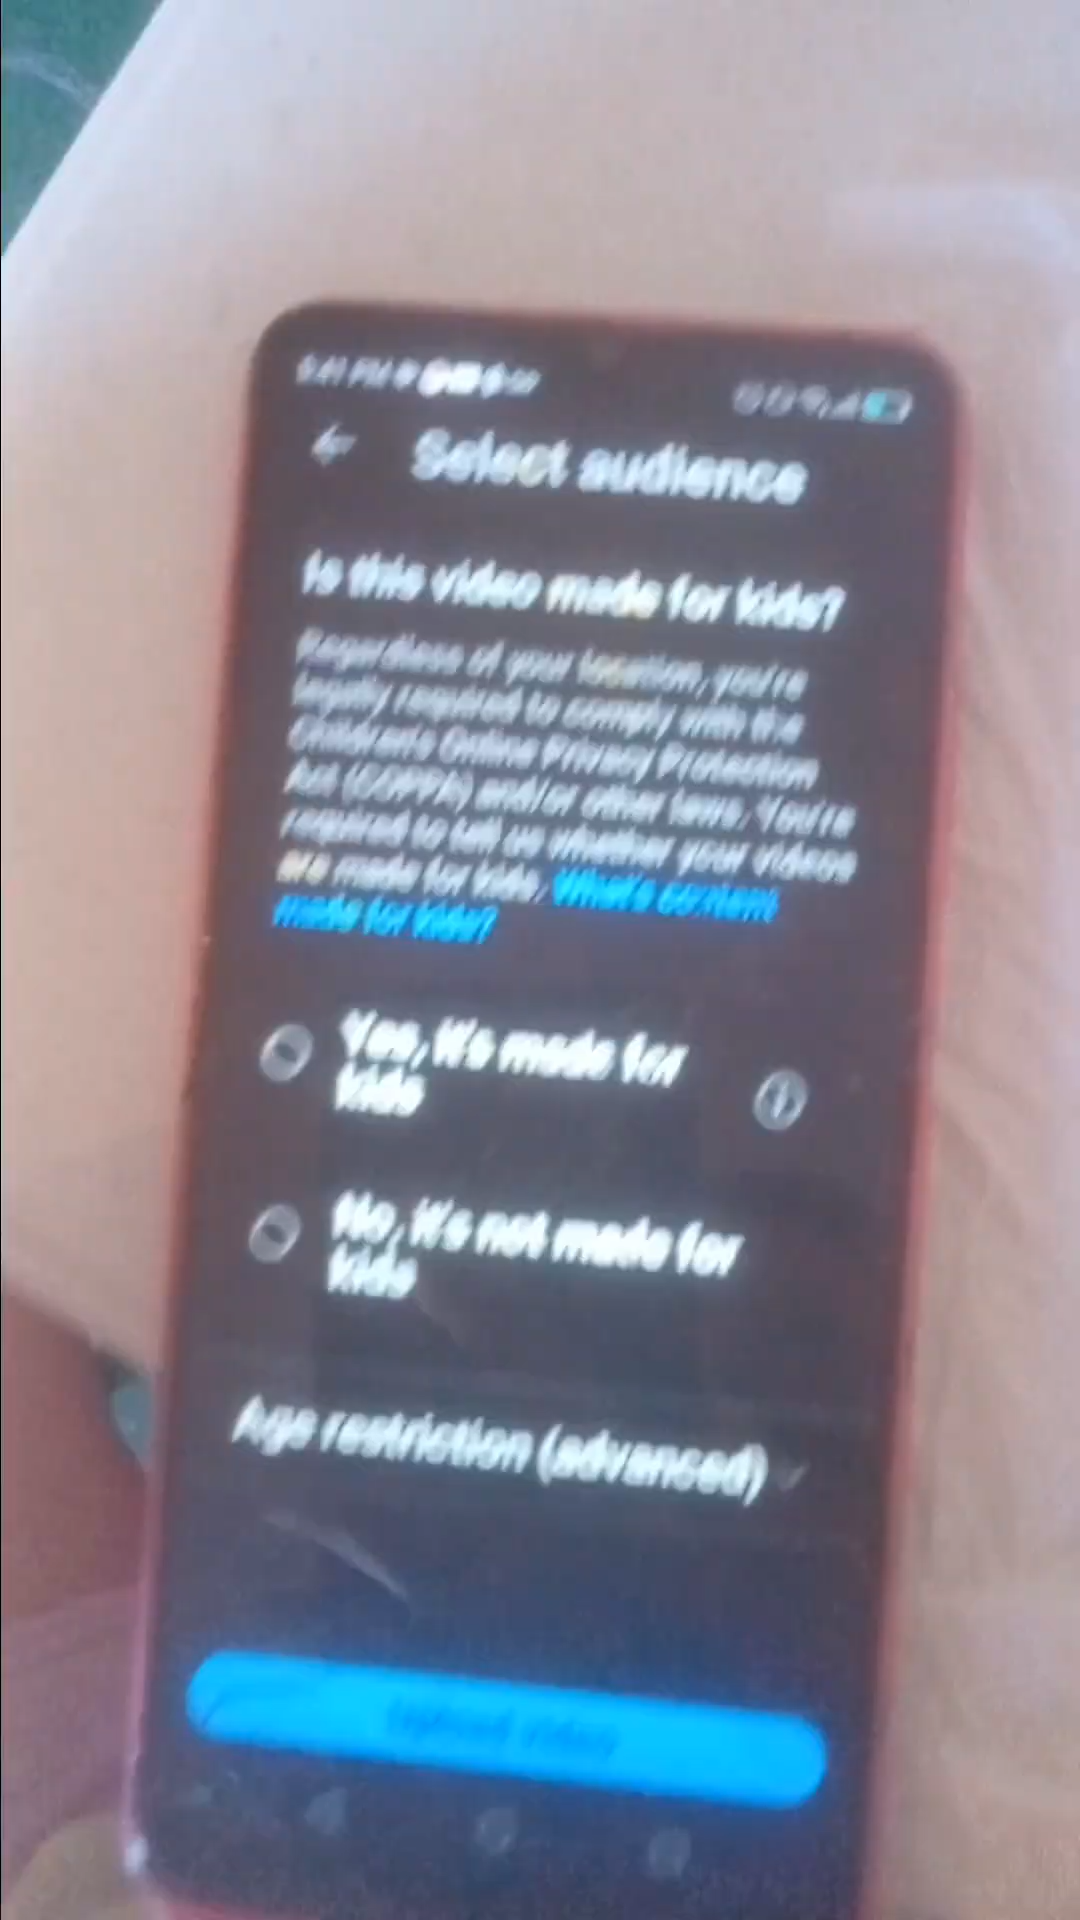 Select audience
Is this video made for kids?
Regardless of your location, you're
legally required to comply with the
Children's Online Privacy Protection
Act (COPPA) and/or other laws. You're
required to tell us whether your videos
are made for kids. What's content
made for kids?
Yes, it's made for
kids
No, it's not made for
kids
Age restriction (advanced)
Upload video